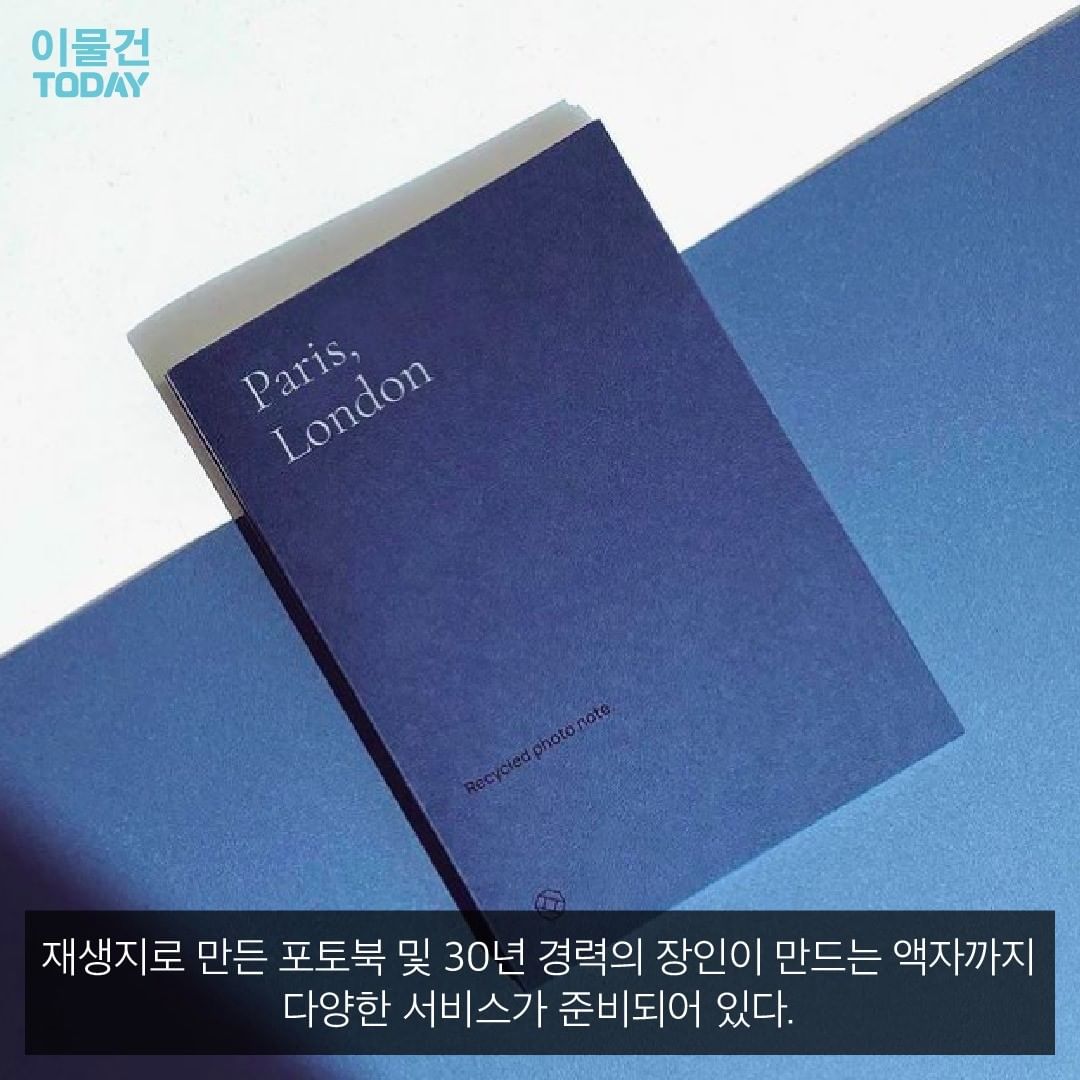 이물건
TODAY
Paris,
London
Recycled photo note
재생지로 만든 포토북 및 30년 경력의 장인이 만드는 액자까지
다양한 서비스가 준비되어 있다.